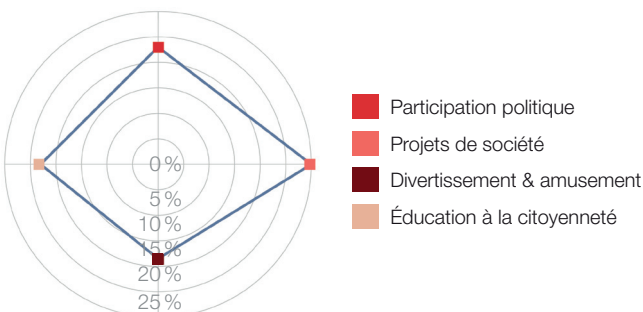 0 %
5 %
10 %
15 %
20 %
25 %
Participation politique
Projets de société
Divertissement & amusement
Éducation à la citoyenneté